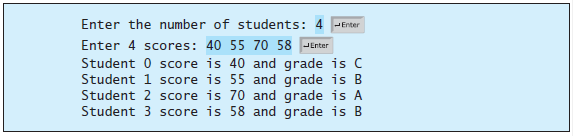 Enter the number of students: 4 ↵Enter
Enter 4 scores: 40 55 70 58 ↵Enter
Student 0 score is 40 and grade is C
Student 1 score is 55 and grade is B
Student 2 score is 70 and grade is A
Student 3 score is 58 and grade is B